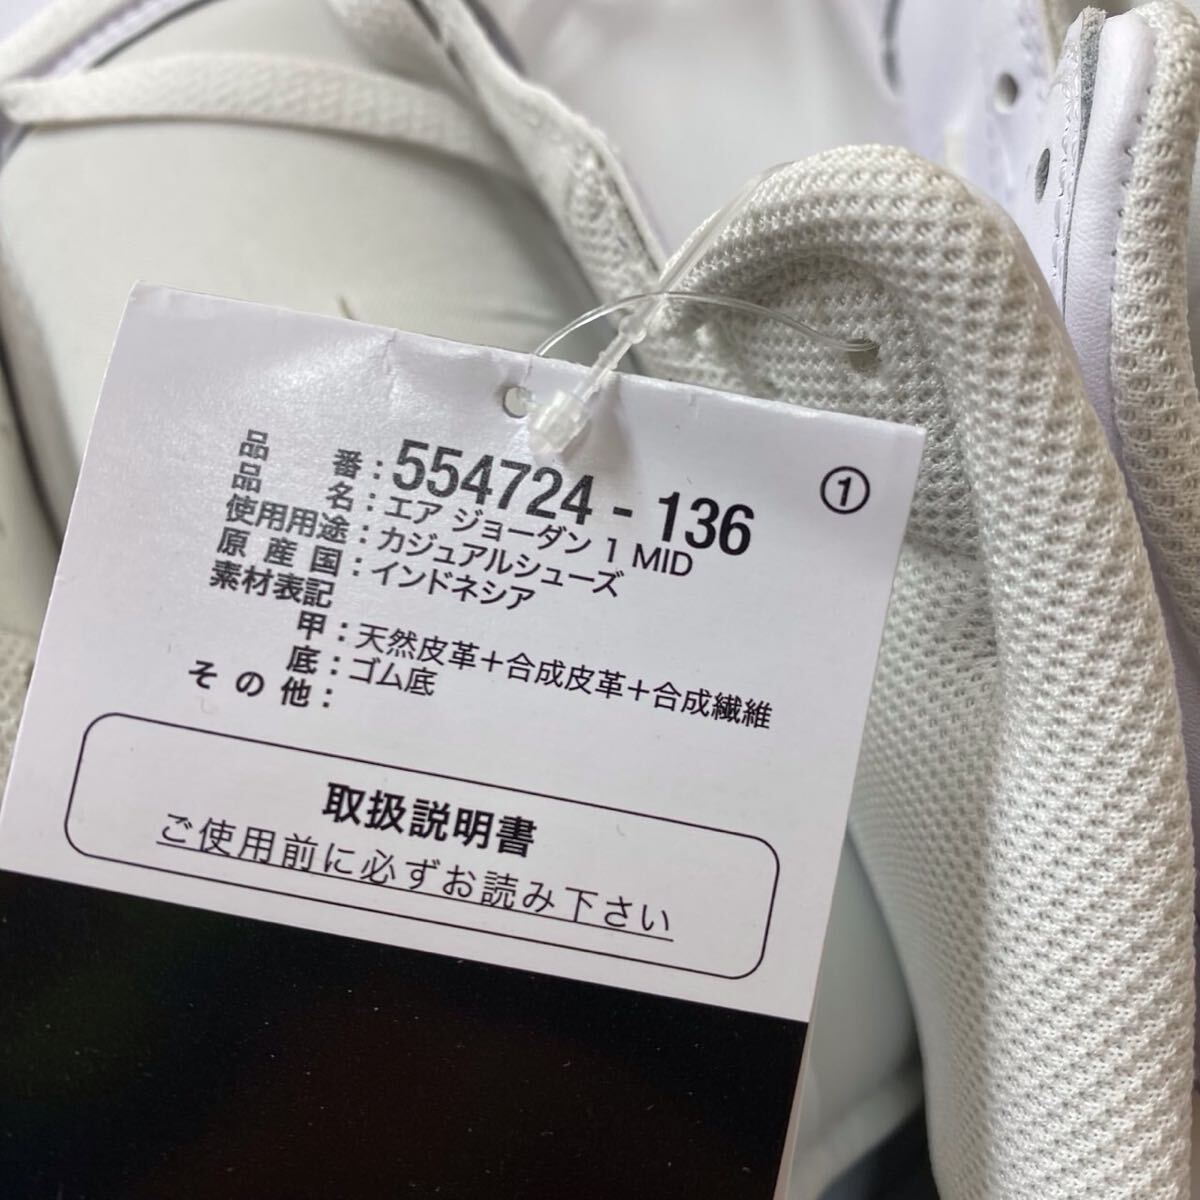 ①
品番：554724 - 136
品名：エア ジョーダン 1 MID
使用用途：カジュアルシューズ
原産国：インドネシア
素材表記
甲：天然皮革＋合成皮革＋合成繊維
底：ゴム底
その他：
取扱説明書
ご使用前に必ずお読み下さい